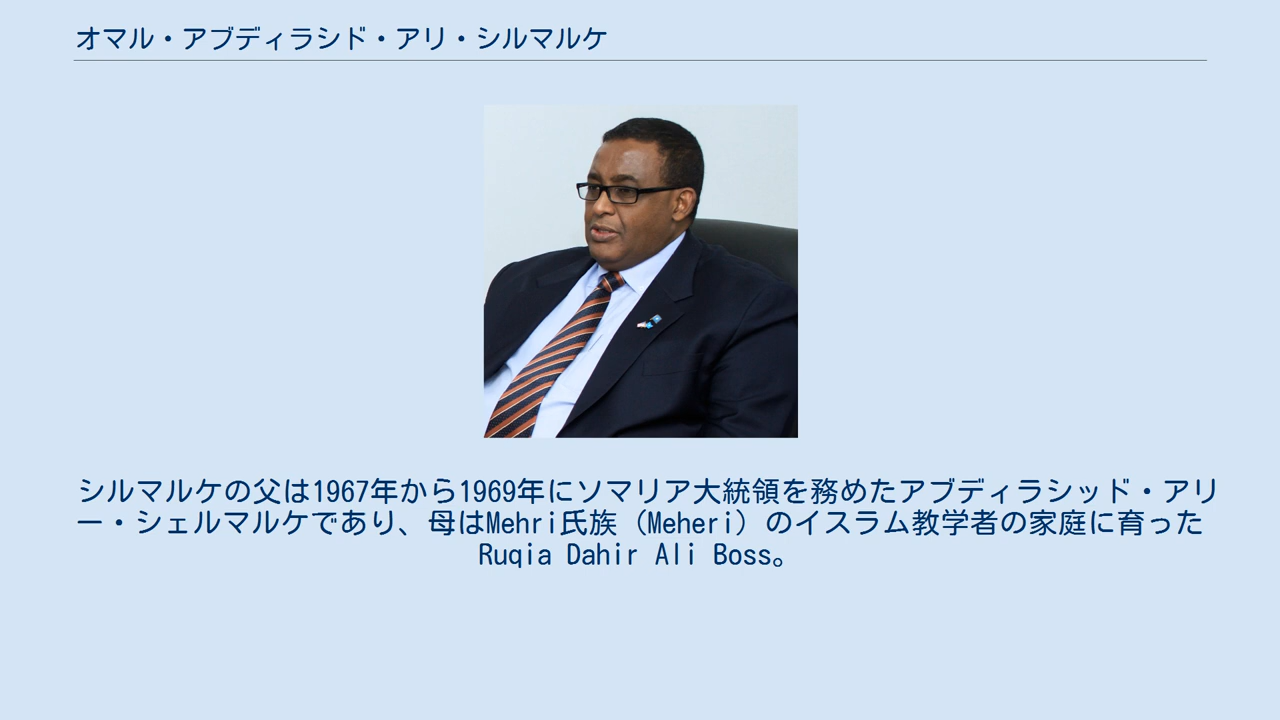 オマル・アブディラシド・アリ・シルマルケ
シルマルケの父は1967年から1969年にソマリア大統領を務めたアブディラシッド・アリ
ー・シェルマルケであり、母はMehri氏族（Meheri）のイスラム教学者の家庭に育った
Ruqia Dahir Ali Boss。